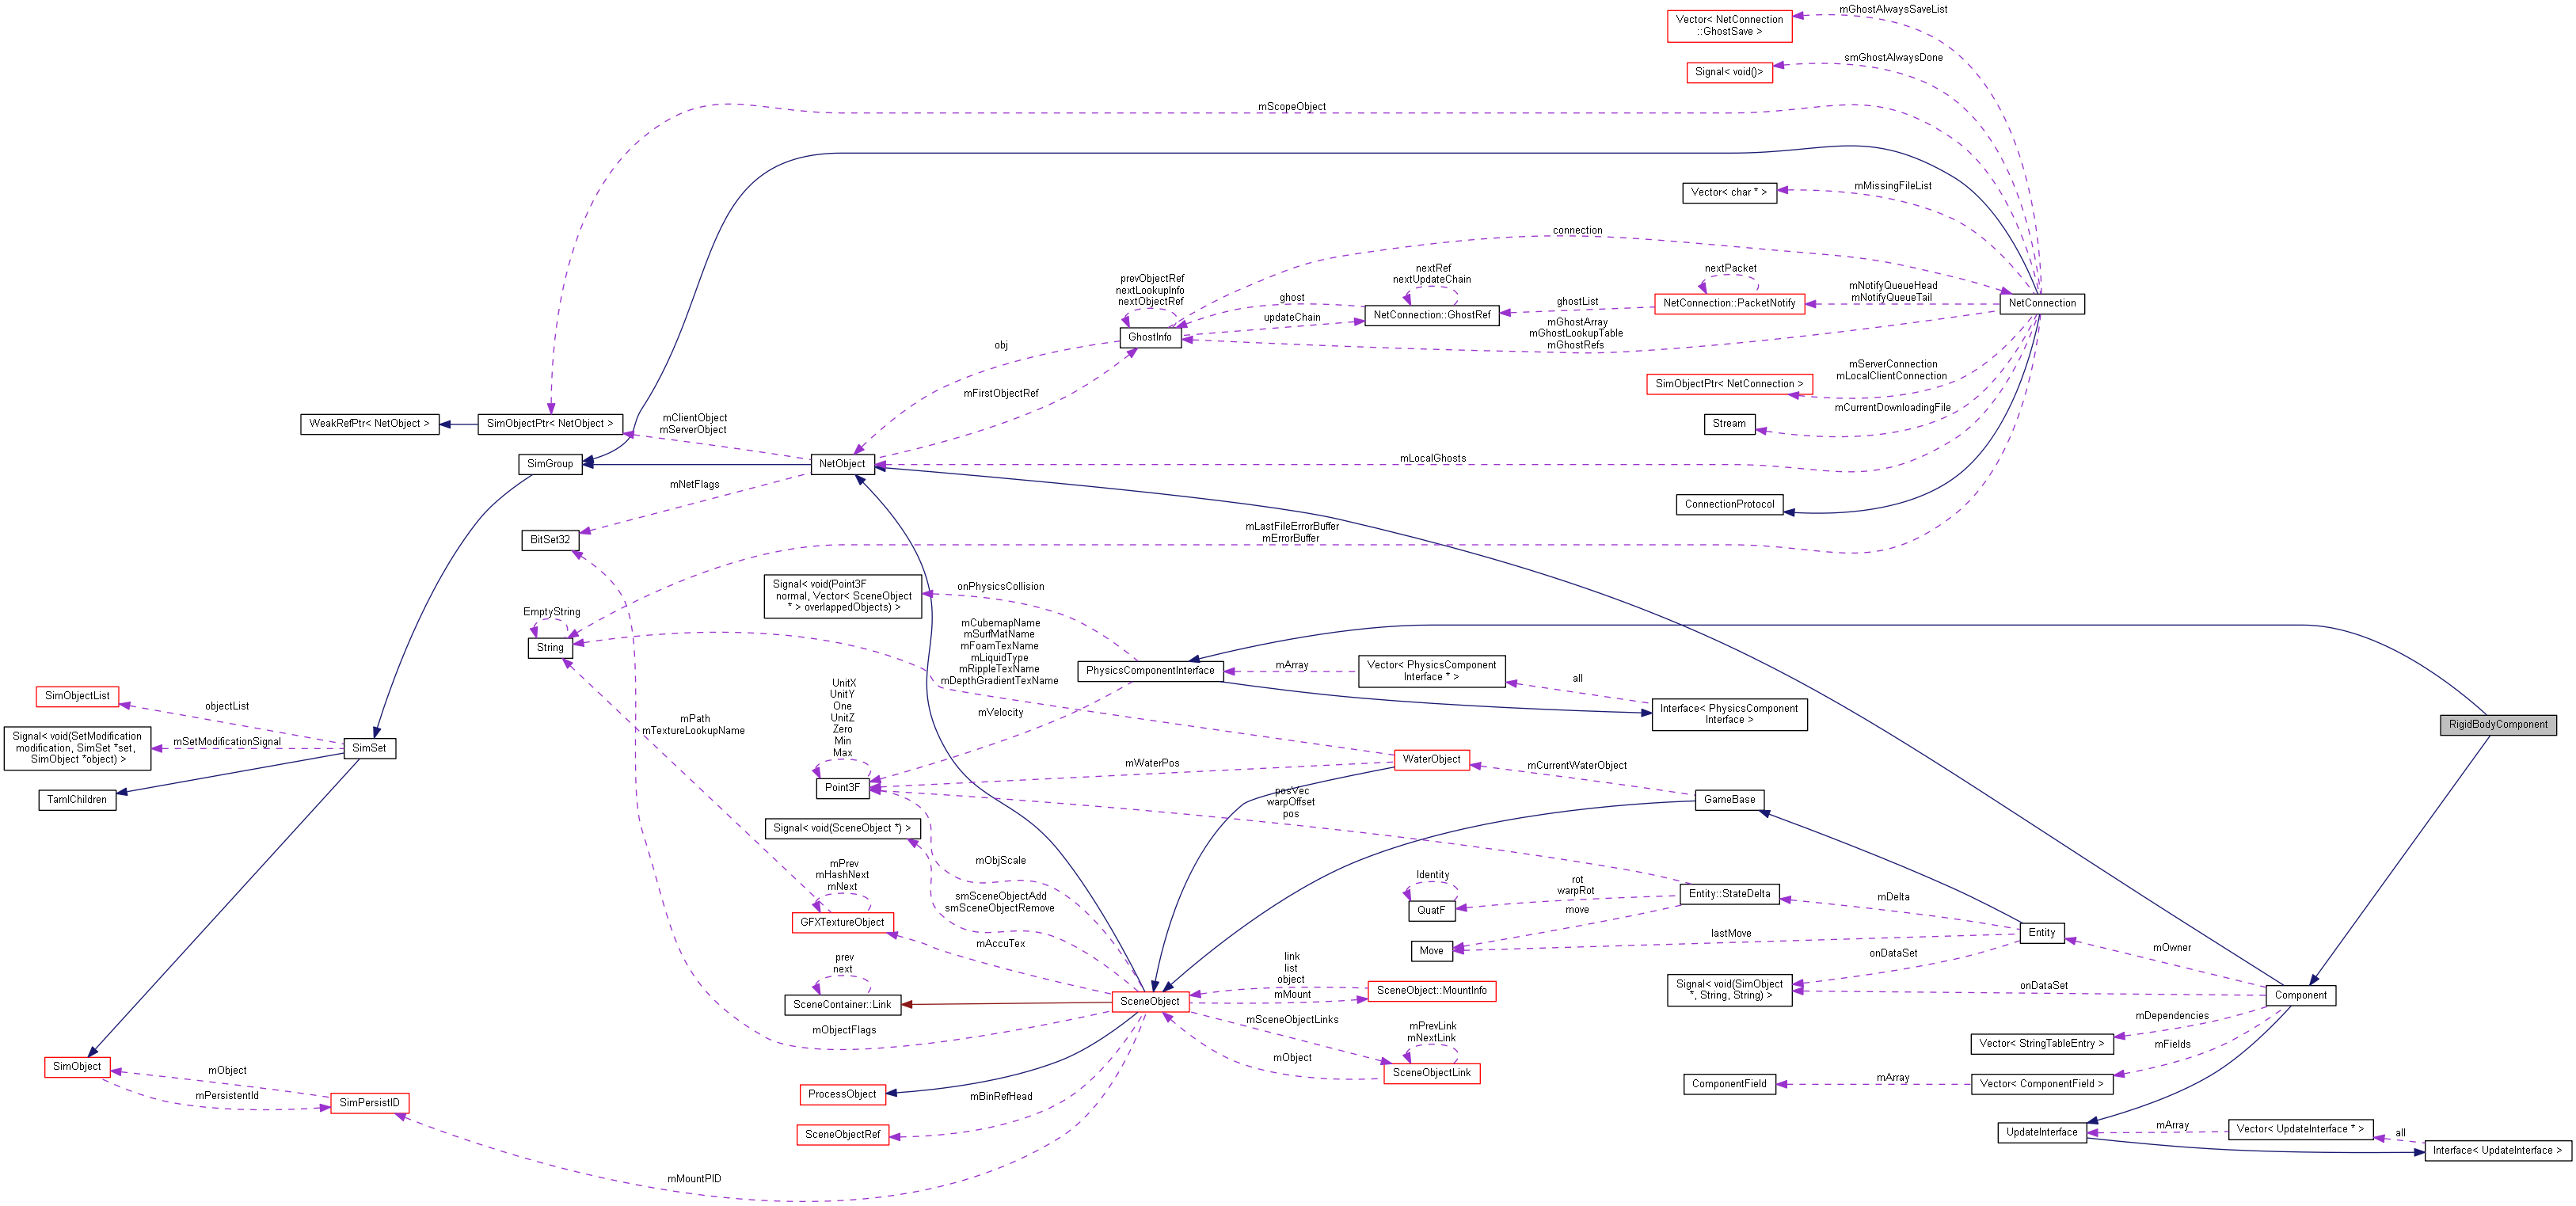 mGhostAlwaysSaveList
Vector< NetConnection
::GhostSave >
smGhostAlwaysDone
Signal< void()>
mScopeObject
mMissingFileList
Vector< char * >
connection
prevObjectRef
nextLookupInfo
nextObjectRef
nextRef
nextUpdateChain
nextPacket
ghost
ghostList
mNotifyQueueHead
mNotifyQueueTail
NetConnection::PacketNotify
NetConnection
NetConnection::GhostRef
updateChain
GhostInfo
mGhostArray
mGhostLookupTable
mGhostRefs
obj
mServerConnection
mLocalClientConnection
SimObjectPtr< NetConnection >
mFirstObjectRef
mCurrentDownloadingFile
Stream
WeakRefPtr< NetObject >
SimObjectPtr< NetObject >
mClientObject
mServerObject
SimGroup
NetObject
mLocalGhosts
mNetFlags
ConnectionProtocol
BitSet32
mLastFileErrorBuffer
mErrorBuffer
Signal< void(Point3F
normal, Vector< SceneObject
* > overlappedObjects) >
onPhysicsCollision
EmptyString
String
mCubemapName
mSurfMatName
mFoamTexName
mLiquidType
mRippleTexName
mDepthGradientTexName
PhysicsComponentInterface
mArray
Vector< PhysicsComponent
Interface * >
all
Interface< PhysicsComponent
Interface >
UnitX
UnitY
One
UnitZ
Zero
Min
Max
mVelocity
SimObjectList
objectList
mPath
mTextureLookupName
RigidBodyComponent
Signal< void(SetModification
modification, SimSet *set,
SimObject *object) >
mSetModificationSignal
SimSet
WaterObject
mWaterPos
mCurrentWaterObject
Point3F
TamlChildren
posVec
warpOffset
pos
GameBase
Signal< void(SceneObject *) >
mObjScale
mPrev
mHashNext
mNext
Identity
rot
warpRot
Entity::StateDelta
mDelta
smSceneObjectAdd
smSceneObjectRemove
GFXTextureObject
QuatF
move
lastMove
Entity
mAccuTex
Move
mOwner
onDataSet
prev
next
link
list
object
SceneContainer::Link
SceneObject
mMount
SceneObject::MountInfo
Signal< void(SimObject
*, String, String) >
onDataSet
Component
mObjectFlags
mSceneObjectLinks
mPrevLink
mNextLink
mDependencies
Vector< StringTableEntry >
mFields
SimObject
mObject
mObject
SceneObjectLink
ComponentField
mArray
Vector< ComponentField >
mPersistentId
SimPersistID
ProcessObject
mBinRefHead
SceneObjectRef
UpdateInterface
mArray
Vector< UpdateInterface * >
all
Interface< UpdateInterface >
mMountPID